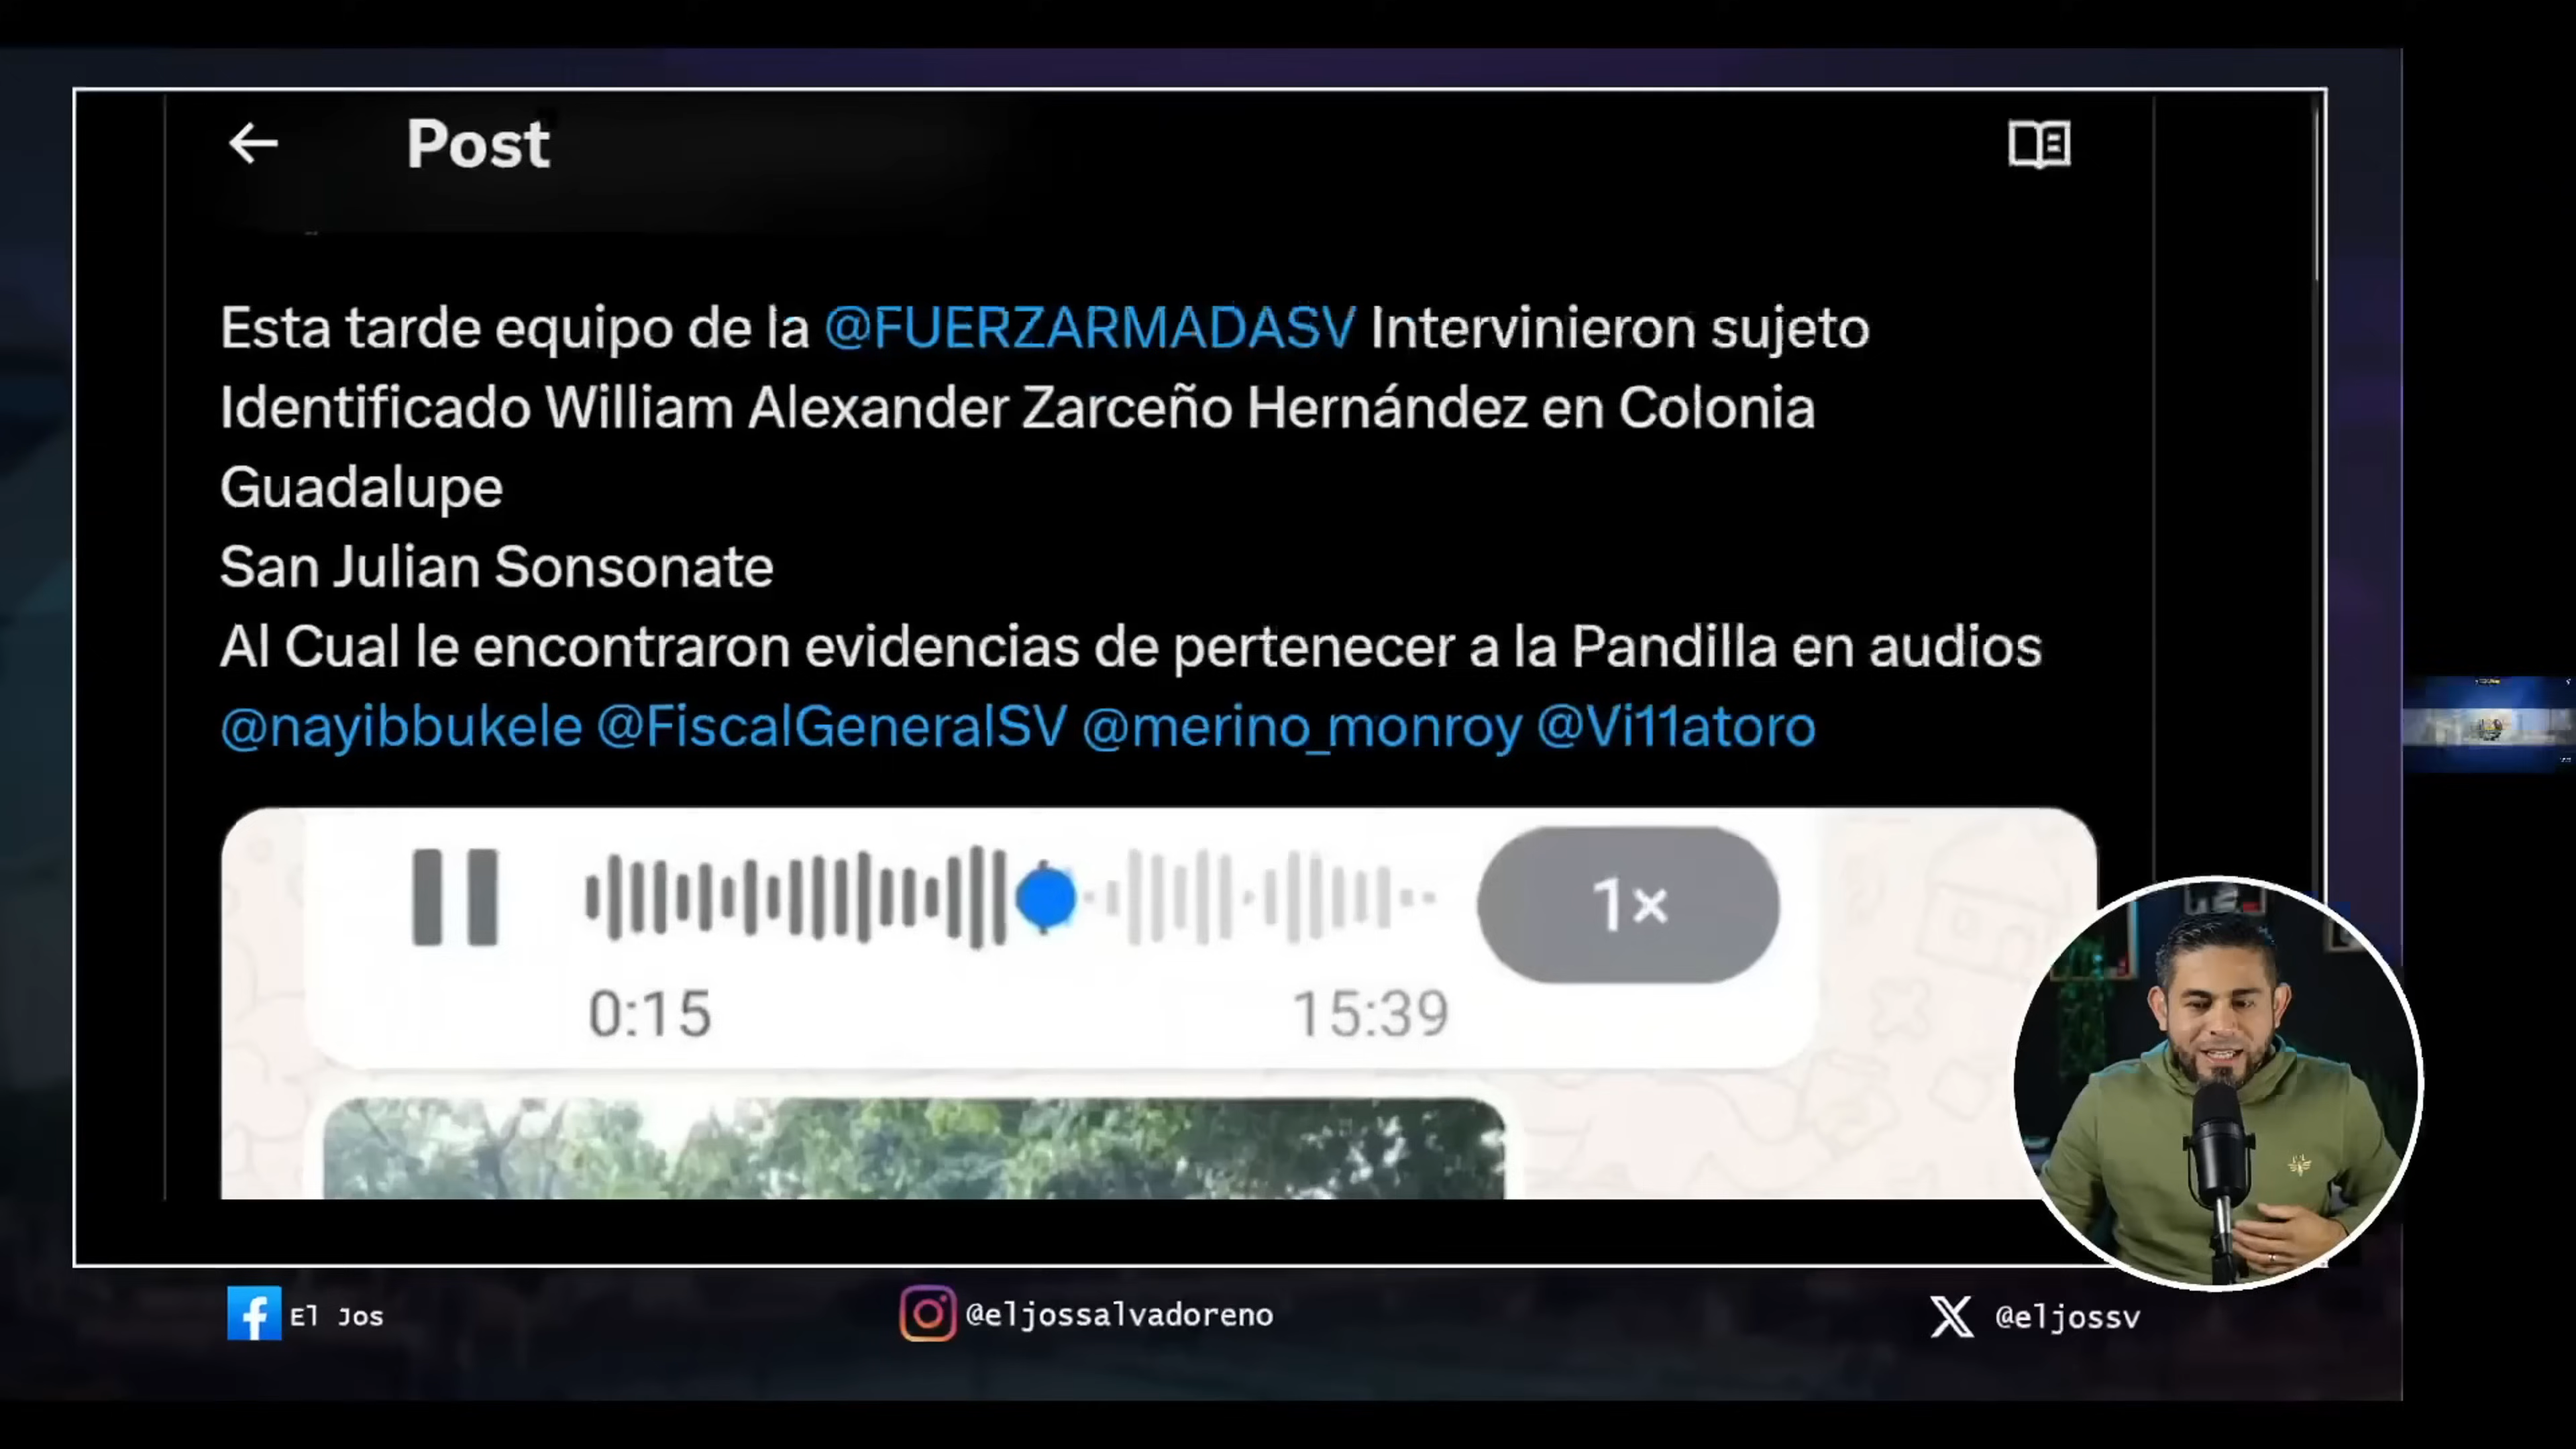 Post
Esta tarde equipo de la @FUERZARMADASV Intervinieron sujeto
Identificado William Alexander Zarceño Hernández en Colonia
Guadalupe
San Julian Sonsonate
Al Cual le encontraron evidencias de pertenecer a la Pandilla en audios
@nayibbukele @FiscalGeneralSV @merino_monroy @Vi11atoro
1×
0:15 15:39
El Jos @eljossalvadoreno @eljossv